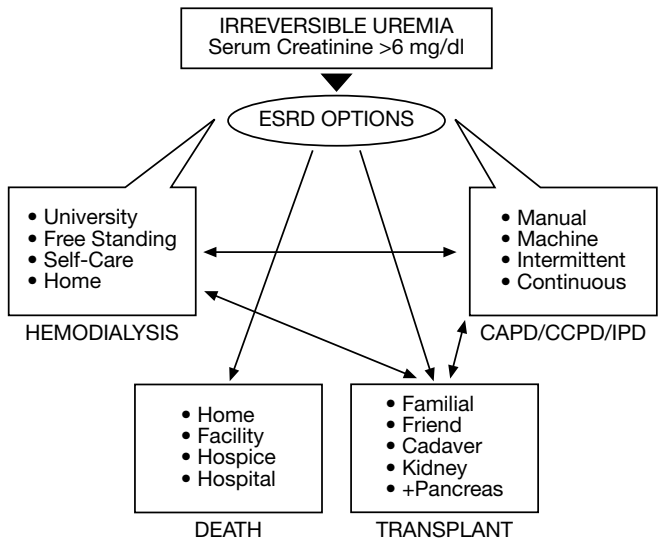 IRREVERSIBLE UREMIA
Serum Creatinine >6 mg/dl
ESRD OPTIONS
• University
• Free Standing
• Self-Care
• Home
HEMODIALYSIS
• Manual
• Machine
• Intermittent
• Continuous
CAPD/CCPD/IPD
• Home
• Facility
• Hospice
• Hospital
DEATH
• Familial
• Friend
• Cadaver
• Kidney
• +Pancreas
TRANSPLANT